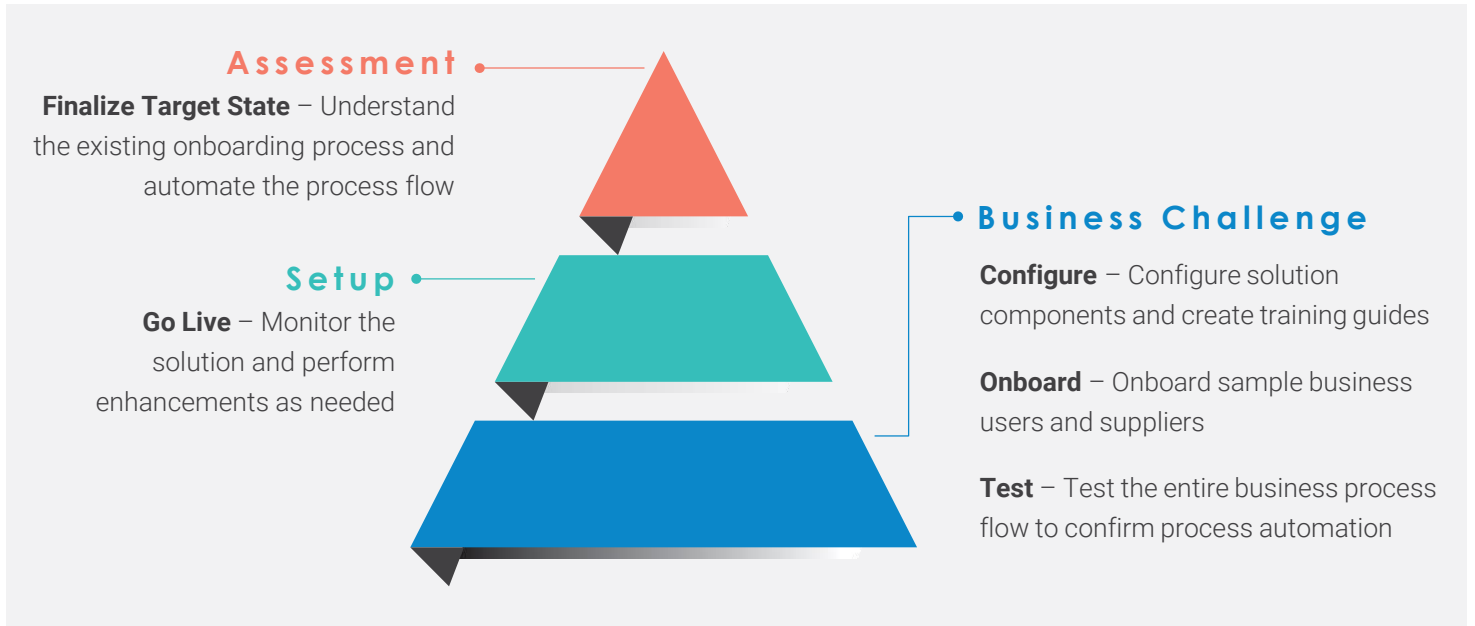 Assessment
Finalize Target State – Understand
the existing onboarding process and
automate the process flow
Setup
Go Live – Monitor the
solution and perform
enhancements as needed
Business Challenge
Configure – Configure solution
components and create training guides
Onboard – Onboard sample business
users and suppliers
Test – Test the entire business process
flow to confirm process automation